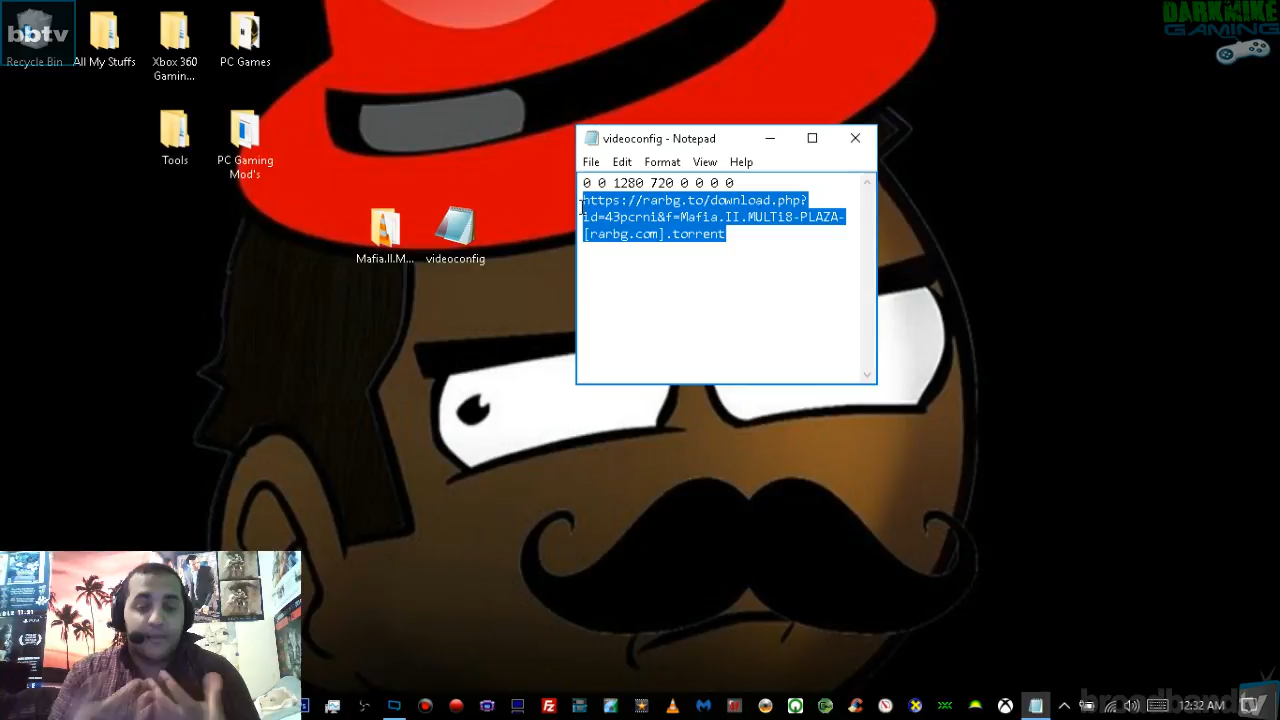 bbtv
Recycle Bin
All My Stuffs
Xbox 360
Gamin...
PC Games
DARKMIKE
GAMING
Tools
PC Gaming
Mod's
Mafia.II.M...
videoconfig
videoconfig - Notepad
File Edit Format View Help
0 0 1280 720 0 0 0 0
https://rarbg.to/download.php?
id=43pcrni&f=Mafia.II.MULTi8-PLAZA-
[rarbg.com].torrent
broadband
12:32 AM